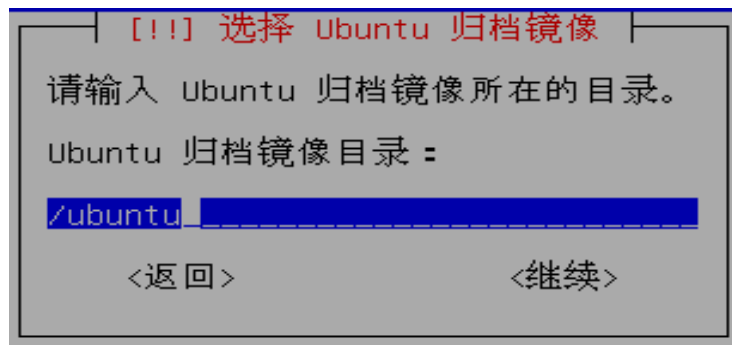 [!!] 选择 Ubuntu 归档镜像
请输入 Ubuntu 归档镜像所在的目录。
Ubuntu 归档镜像目录：
/ubuntu
<返回> <继续>